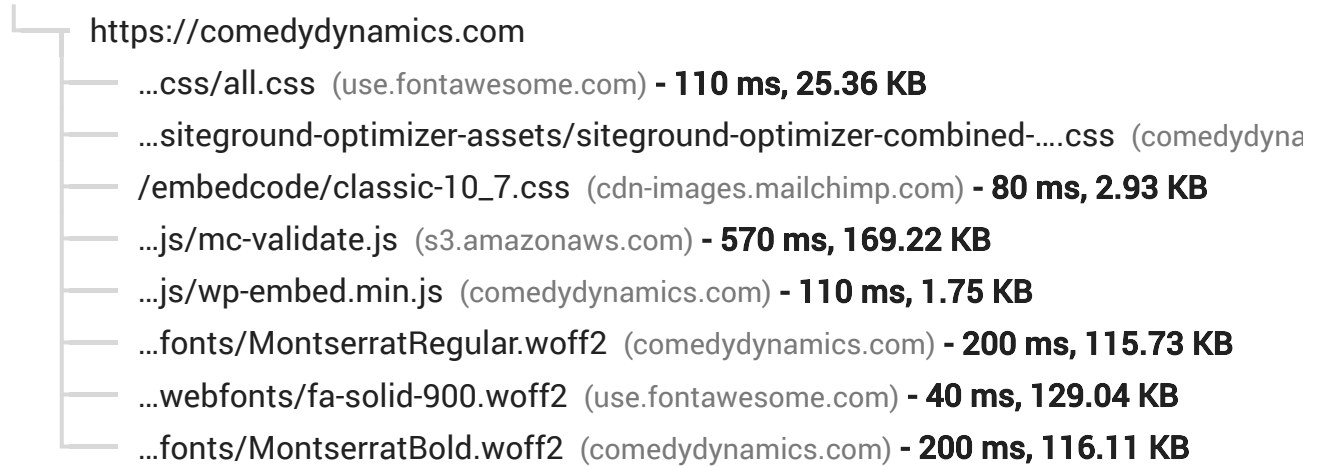 https://comedydynamics.com
...css/all.css (use.fontawesome.com) - 110 ms, 25.36 KB
...siteground-optimizer-assets/siteground-optimizer-combined-....css (comedydyna
/embedcode/classic-10_7.css (cdn-images.mailchimp.com) - 80 ms, 2.93 KB
...js/mc-validate.js (s3.amazonaws.com) - 570 ms, 169.22 KB
...js/wp-embed.min.js (comedydynamics.com) - 110 ms, 1.75 KB
...fonts/MontserratRegular.woff2 (comedydynamics.com) - 200 ms, 115.73 KB
...webfonts/fa-solid-900.woff2 (use.fontawesome.com) - 40 ms, 129.04 KB
...fonts/MontserratBold.woff2 (comedydynamics.com) - 200 ms, 116.11 KB